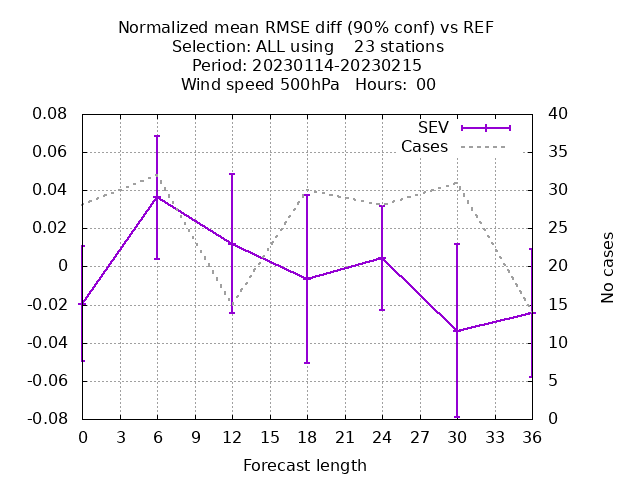 Normalized mean RMSE diff (90% conf) vs REF
Selection: ALL using    23 stations
Period: 20230114-20230215
Wind speed 500hPa   Hours:  00
SEV
Cases
0.08
0.06
0.04
0.02
0
-0.02
-0.04
-0.06
-0.08
40
35
30
25
20
15
10
5
0
No cases
0 3 6 9 12 15 18 21 24 27 30 33 36
Forecast length